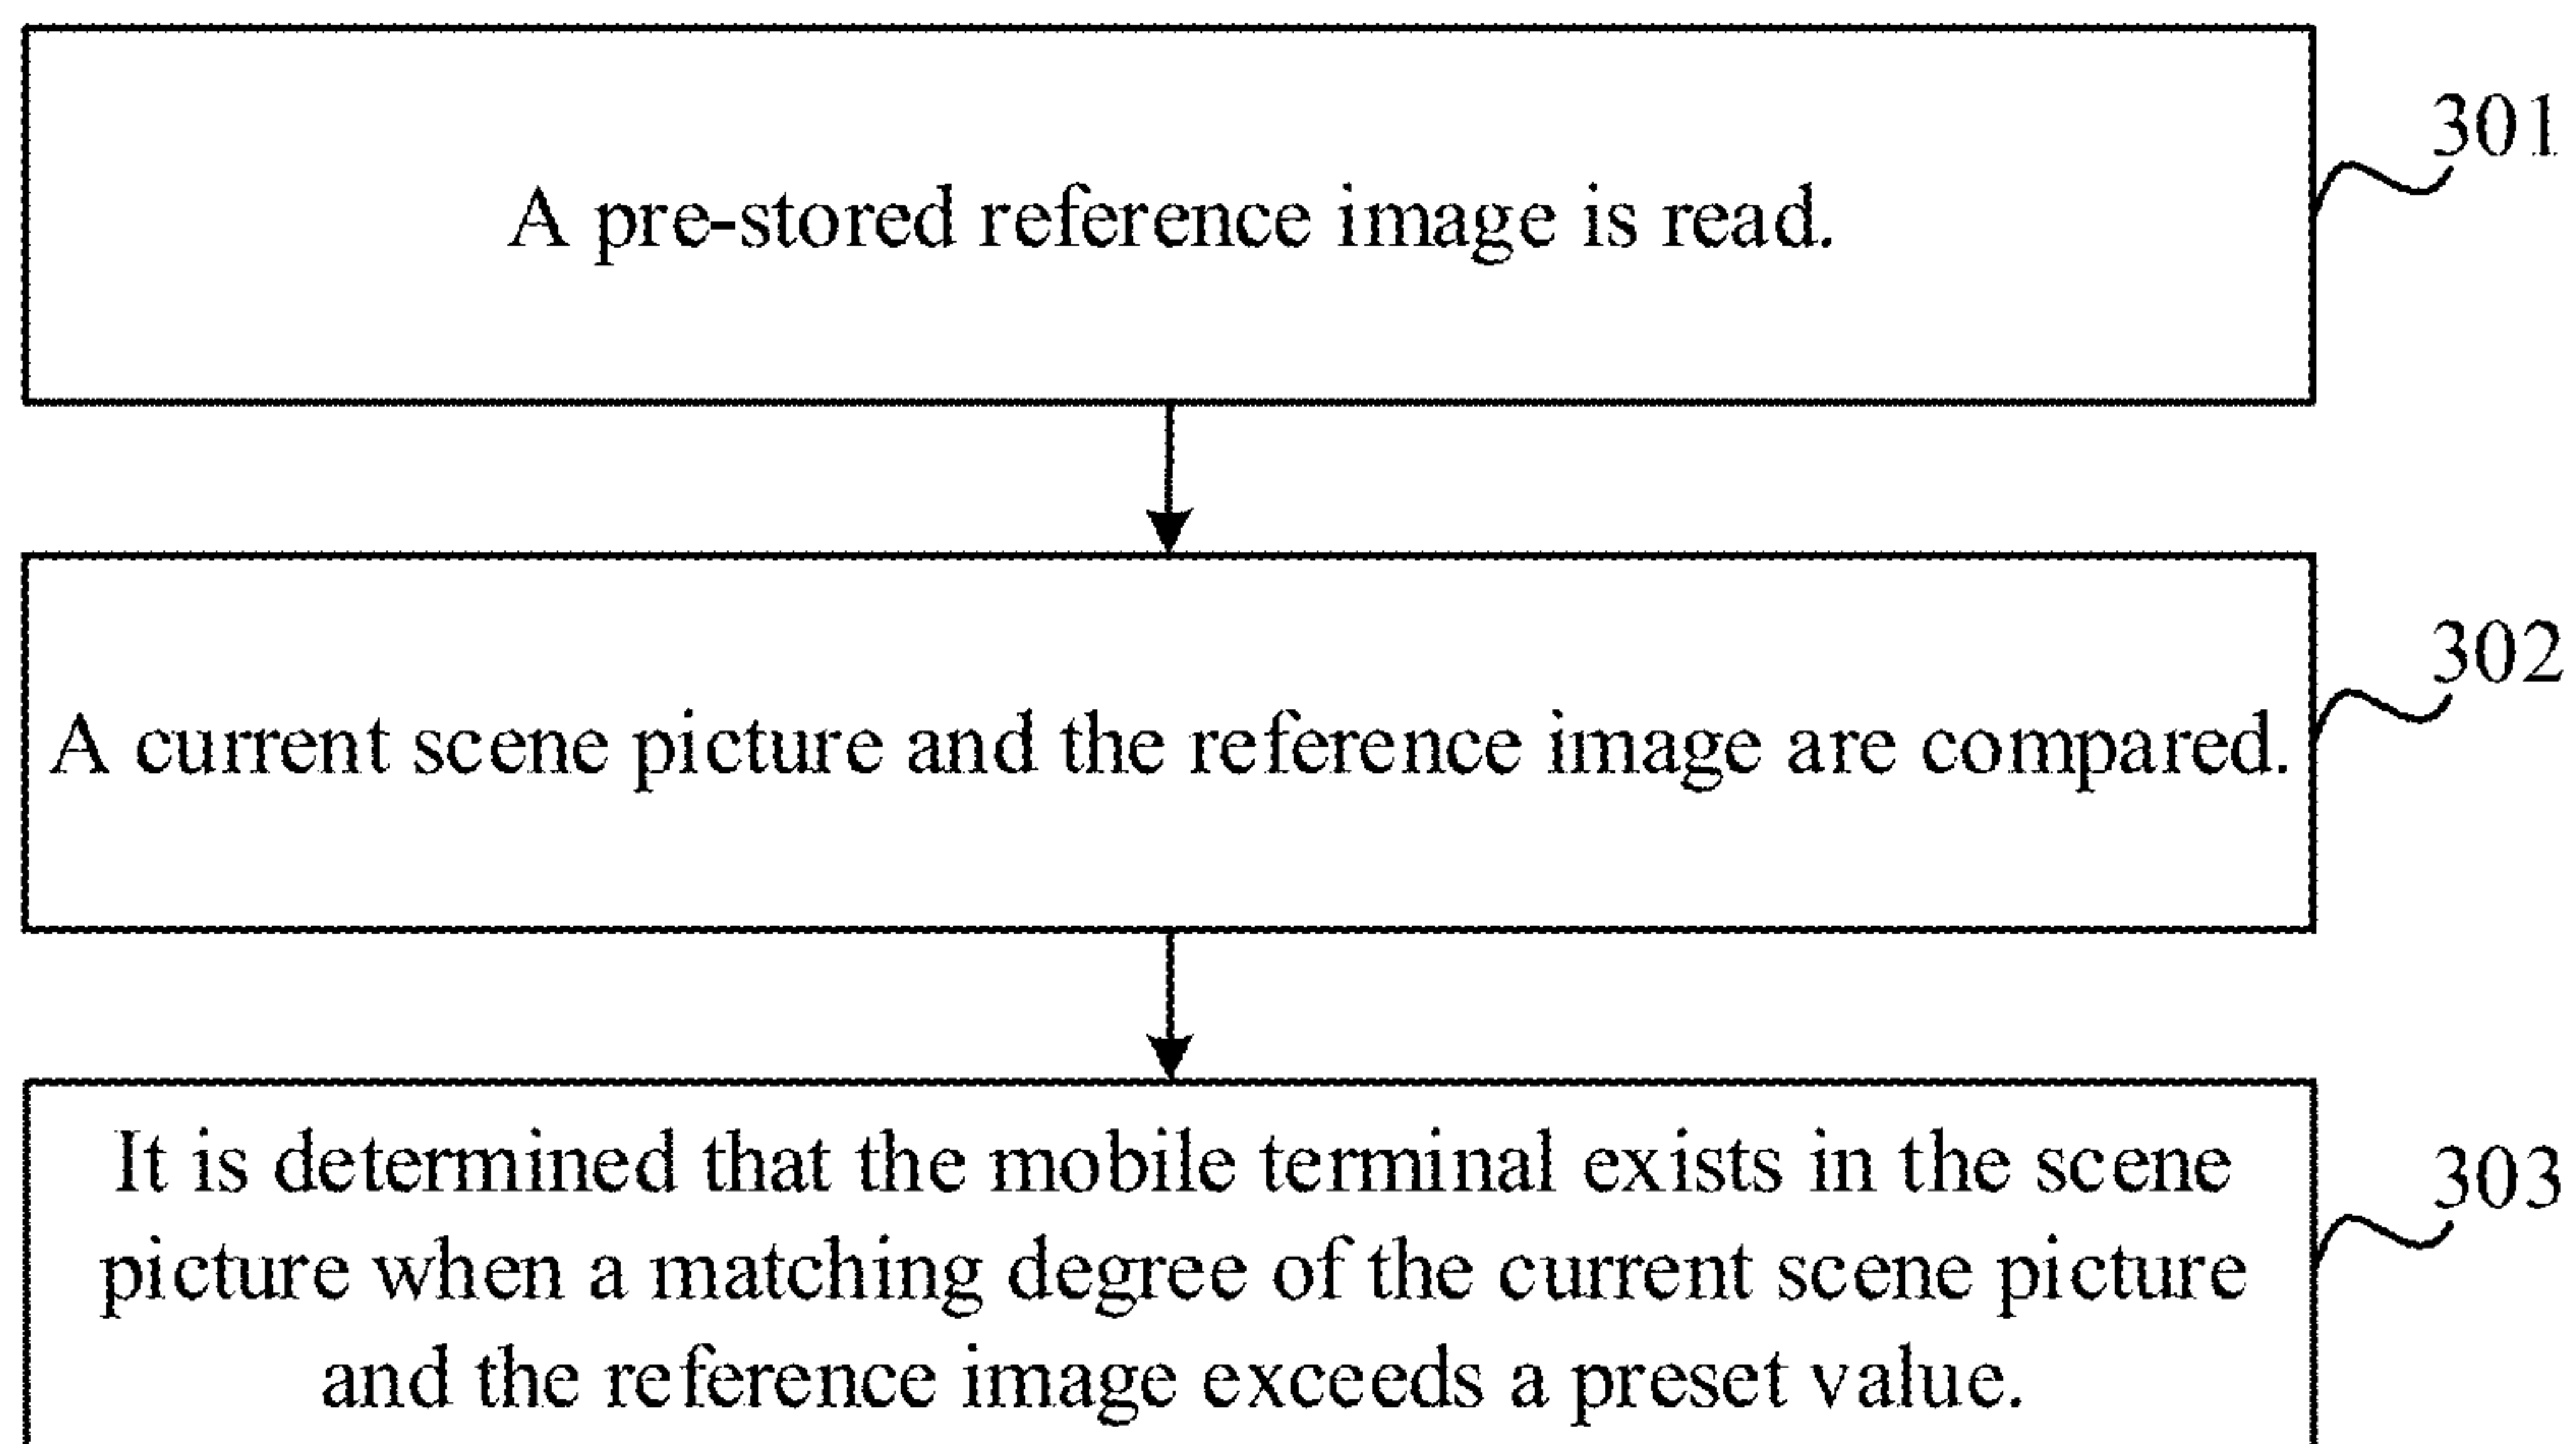 A pre-stored reference image is read.
301
A current scene picture and the reference image are compared.
302
It is determined that the mobile terminal exists in the scene
picture when a matching degree of the current scene picture
and the reference image exceeds a preset value.
303